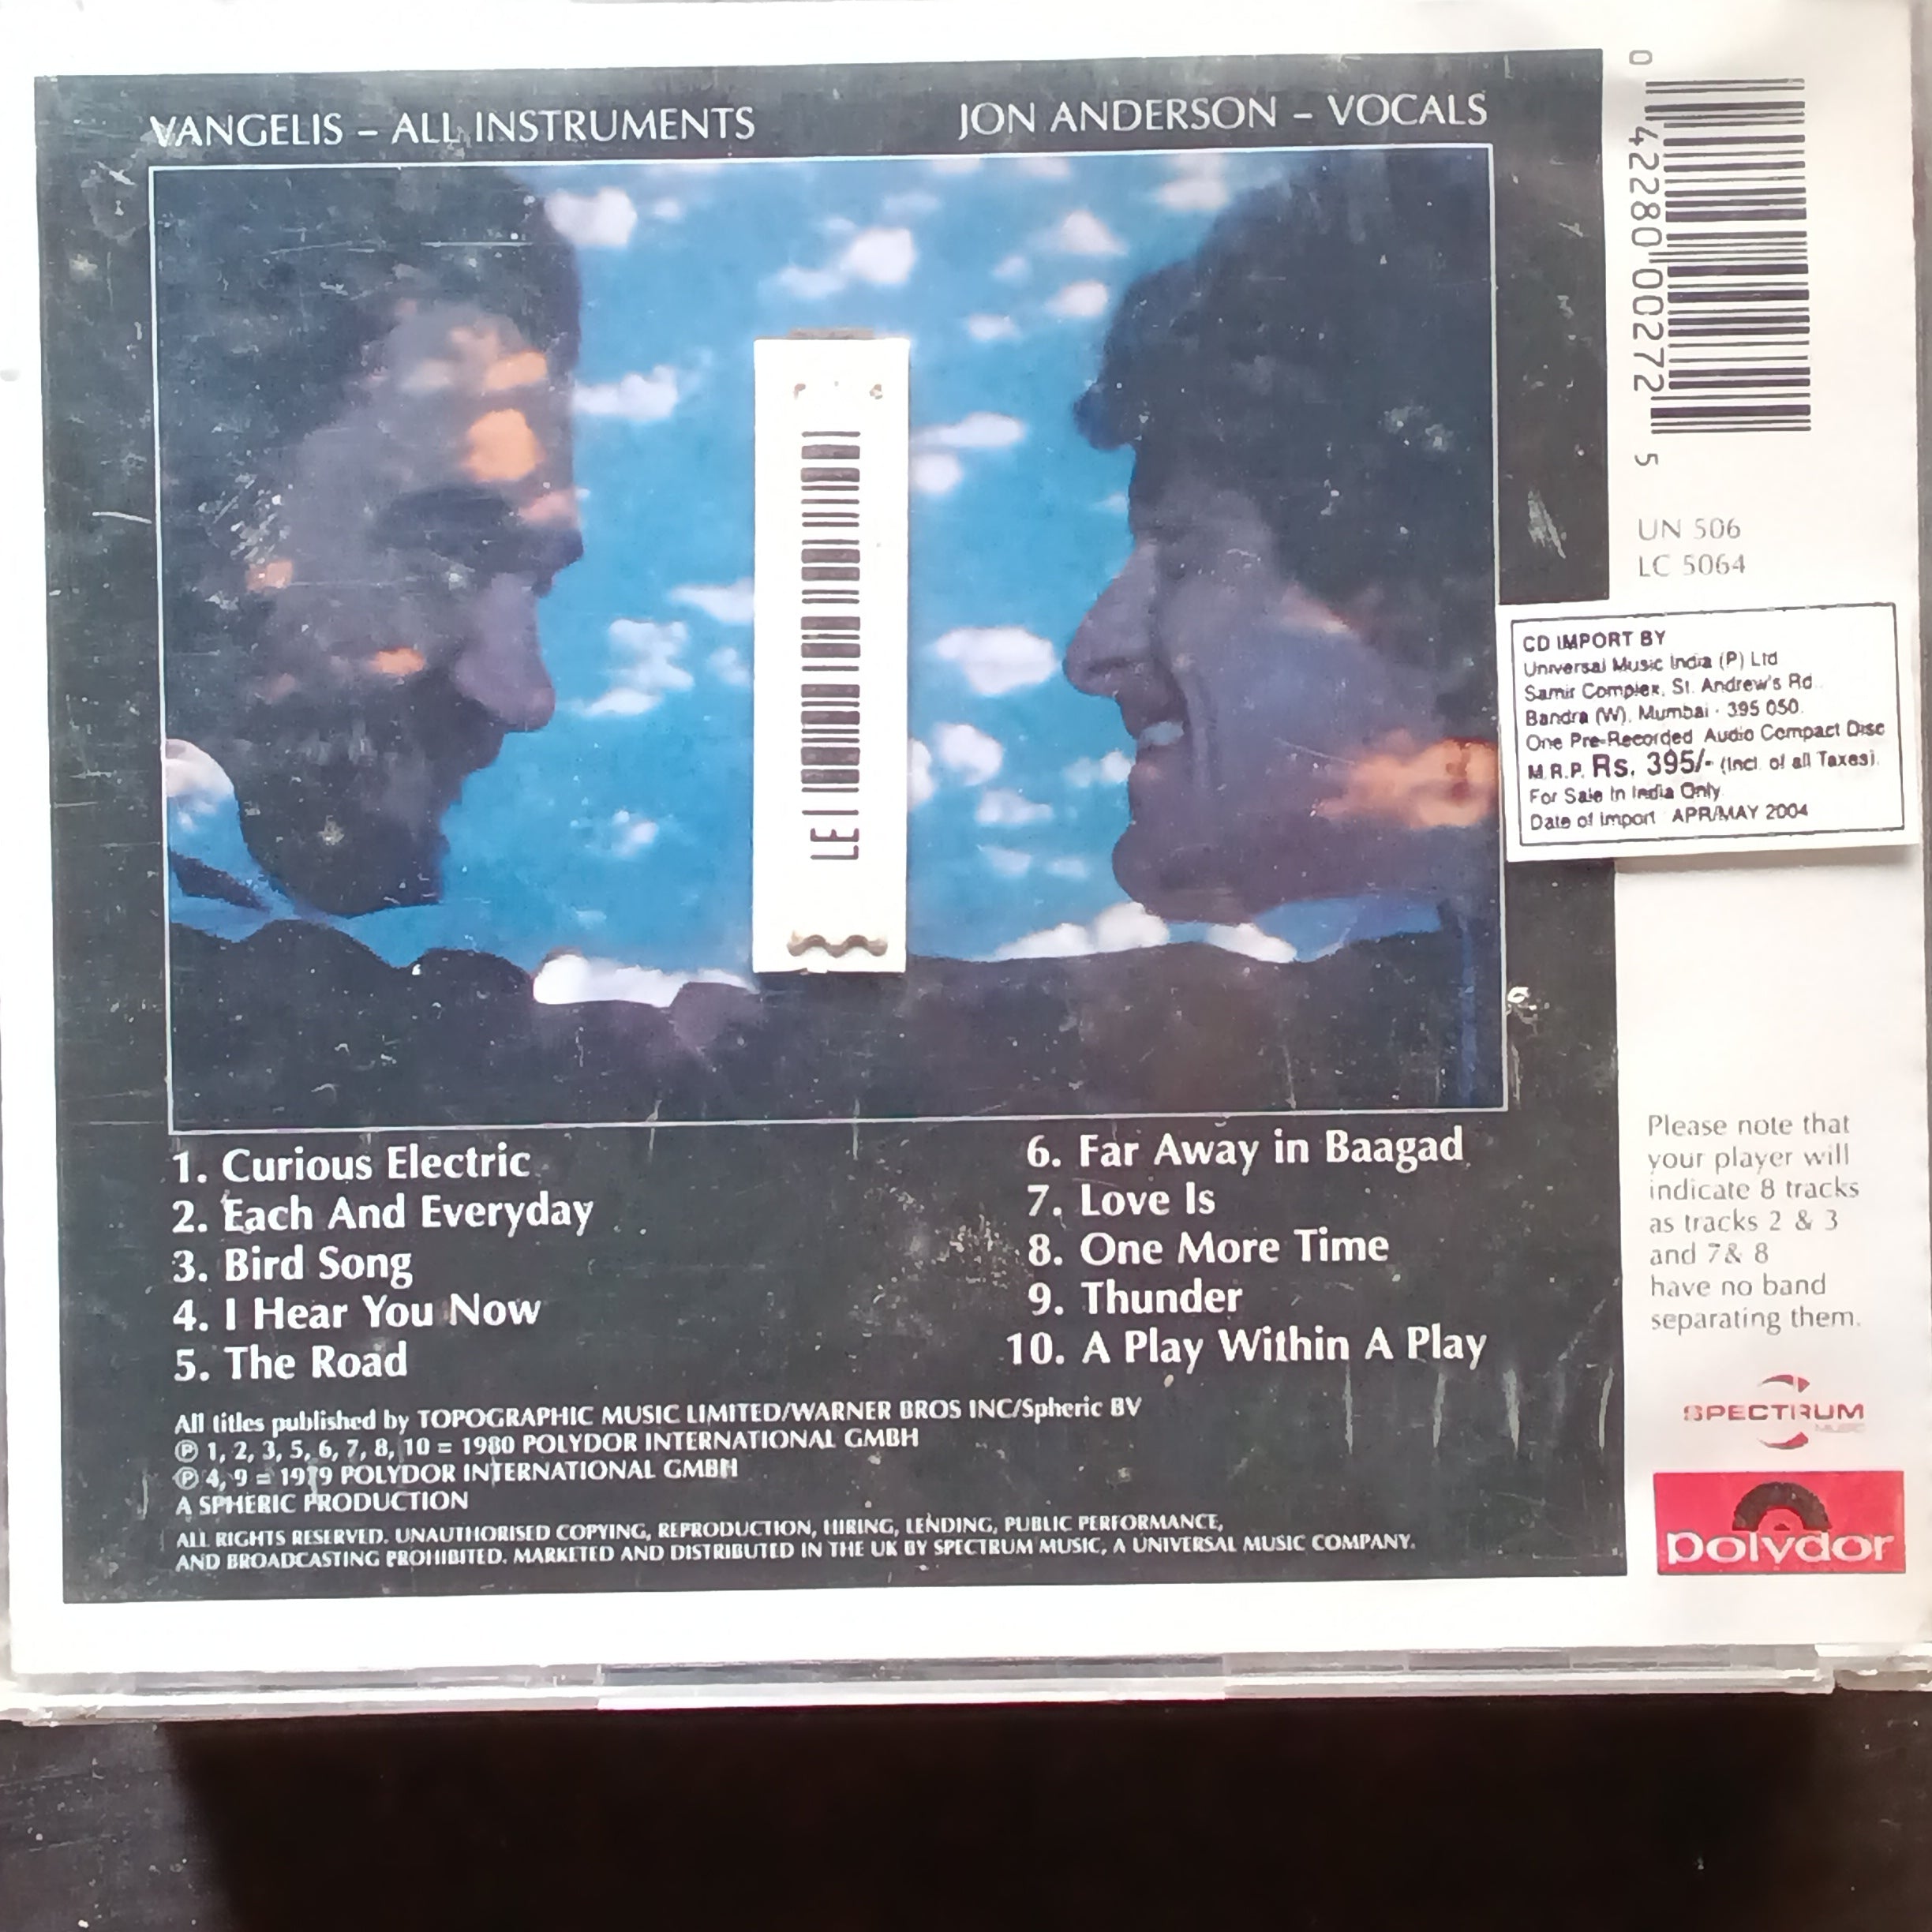 VANGELIS – ALL INSTRUMENTS
JON ANDERSON – VOCALS
0 42280 00272 5
UN 506
LC 5064
CD IMPORT BY
Universal Music India (P) Ltd
Samir Complex, St. Andrew's Rd.
Bandra (W), Mumbai - 395 050.
One Pre-Recorded Audio Compact Disc
M.R.P. Rs. 395/- (Incl. of all Taxes).
For Sale In India Only
Date of Import APR/MAY 2004
1. Curious Electric
2. Each And Everyday
3. Bird Song
4. I Hear You Now
5. The Road
6. Far Away in Baagad
7. Love Is
8. One More Time
9. Thunder
10. A Play Within A Play
All titles published by TOPOGRAPHIC MUSIC LIMITED/WARNER BROS INC/Spheric BV
℗ 1, 2, 3, 5, 6, 7, 8, 10 = 1980 POLYDOR INTERNATIONAL GMBH
℗ 4, 9 = 1979 POLYDOR INTERNATIONAL GMBH
A SPHERIC PRODUCTION
ALL RIGHTS RESERVED. UNAUTHORISED COPYING, REPRODUCTION, HIRING, LENDING, PUBLIC PERFORMANCE,
AND BROADCASTING PROHIBITED. MARKETED AND DISTRIBUTED IN THE UK BY SPECTRUM MUSIC, A UNIVERSAL MUSIC COMPANY.
Please note that
your player will
indicate 8 tracks
as tracks 2 & 3
and 7& 8
have no band
separating them.
SPECTRUM
MUSIC
polydor